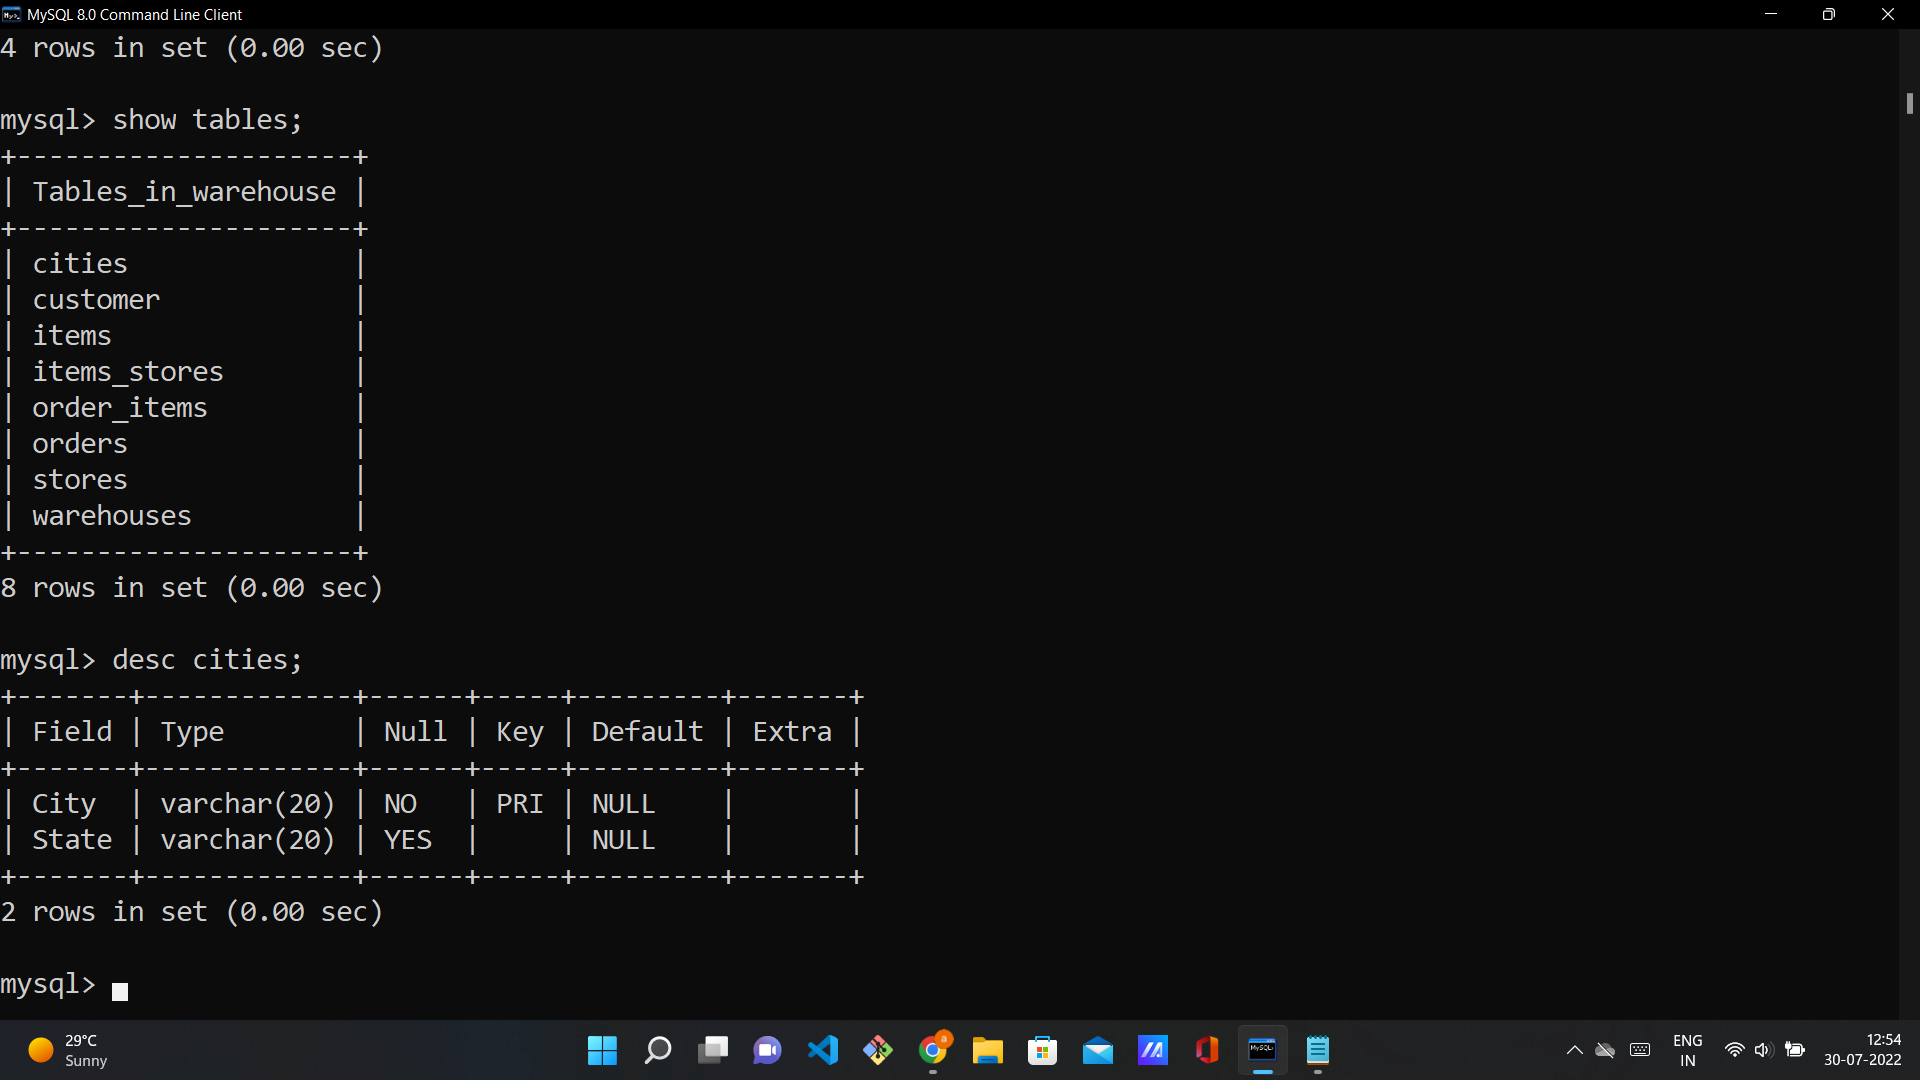 MySQL 8.0 Command Line Client
4 rows in set (0.00 sec)
mysql> show tables;
+---------------------+
| Tables_in_warehouse |
+---------------------+
| cities              |
| customer            |
| items               |
| items_stores        |
| order_items         |
| orders              |
| stores              |
| warehouses          |
+---------------------+
8 rows in set (0.00 sec)
mysql> desc cities;
+-------+-------------+------+-----+---------+-------+
| Field | Type        | Null | Key | Default | Extra |
+-------+-------------+------+-----+---------+-------+
| City  | varchar(20) | NO   | PRI | NULL    |       |
| State | varchar(20) | YES  |     | NULL    |       |
+-------+-------------+------+-----+---------+-------+
2 rows in set (0.00 sec)
mysql>
29°C
Sunny
a
MySQL>
ENG
IN
12:54
30-07-2022